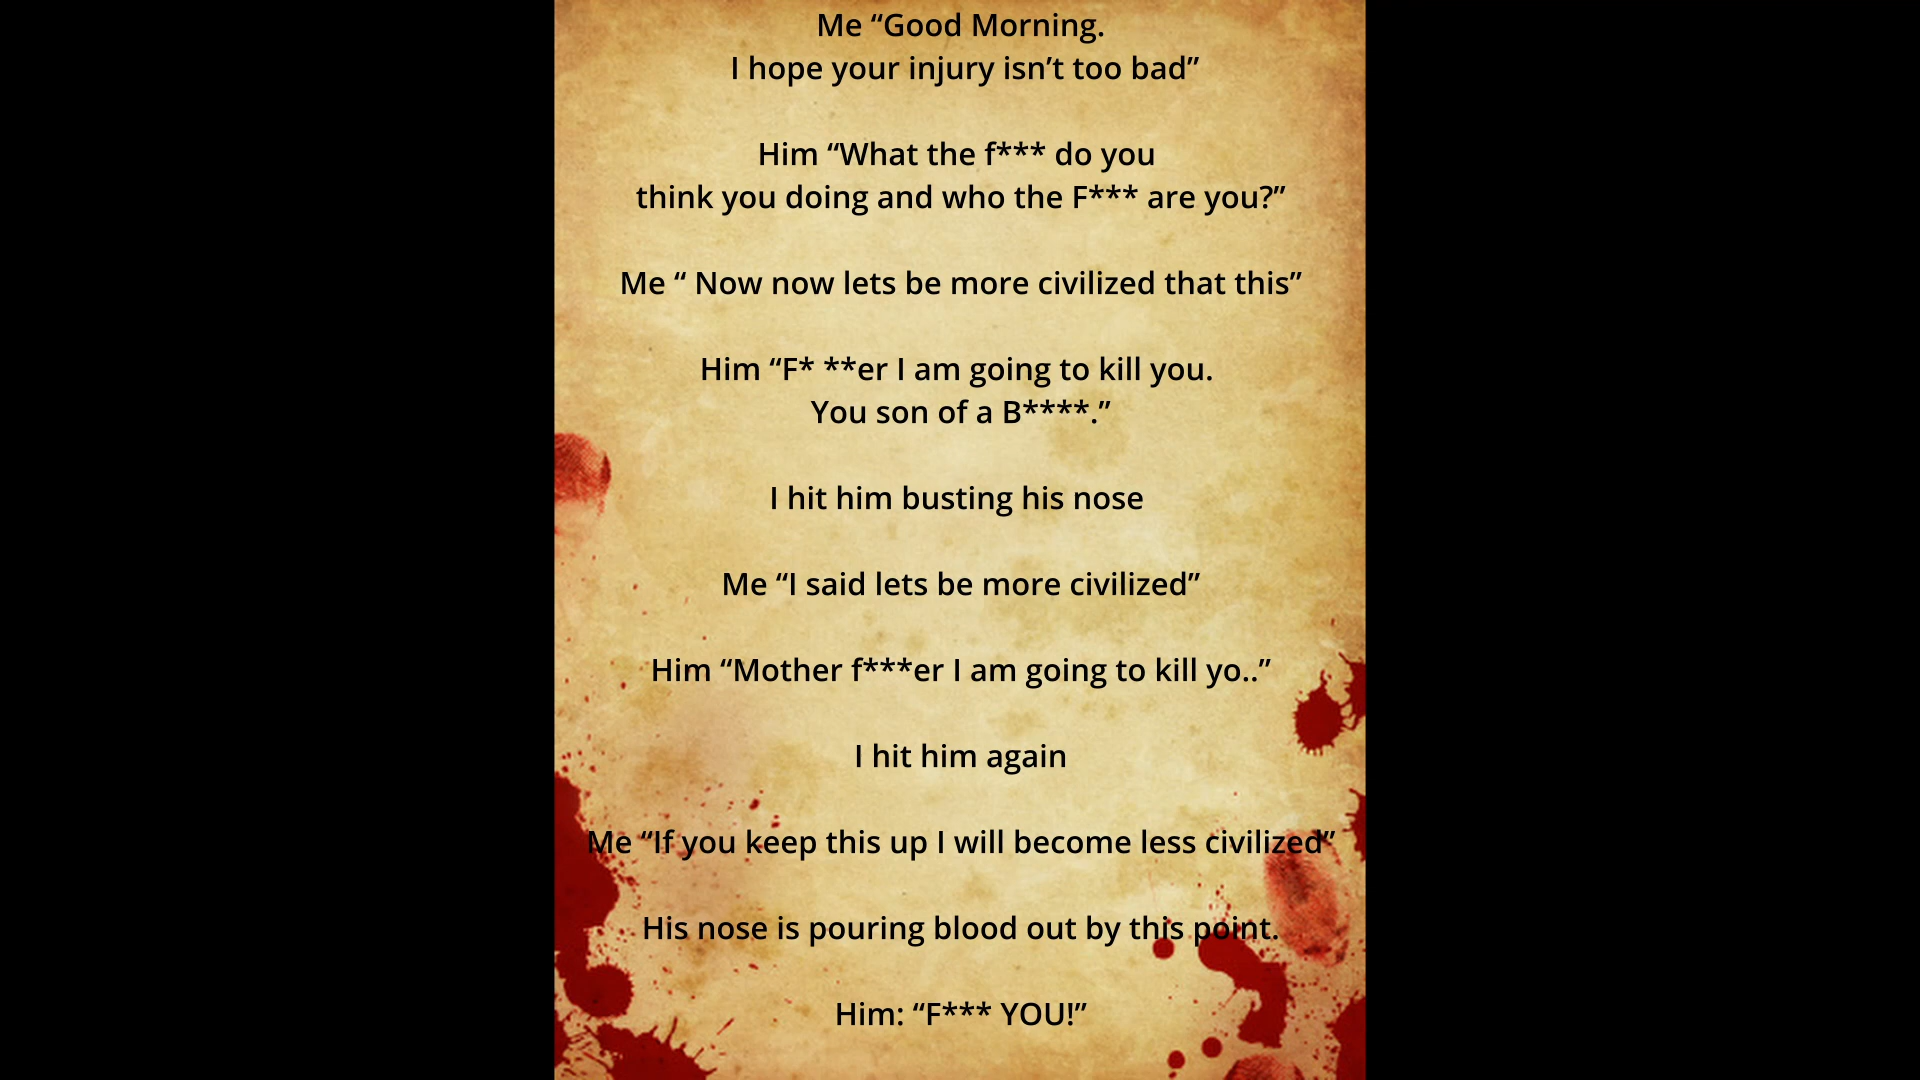 Me “Good Morning.
I hope your injury isn’t too bad”
Him “What the f*** do you
think you doing and who the F*** are you?”
Me “ Now now lets be more civilized that this”
Him “F* **er I am going to kill you.
You son of a B****.”
I hit him busting his nose
Me “I said lets be more civilized”
Him “Mother f***er I am going to kill yo..”
I hit him again
Me “If you keep this up I will become less civilized”
His nose is pouring blood out by this point.
Him: “F*** YOU!”